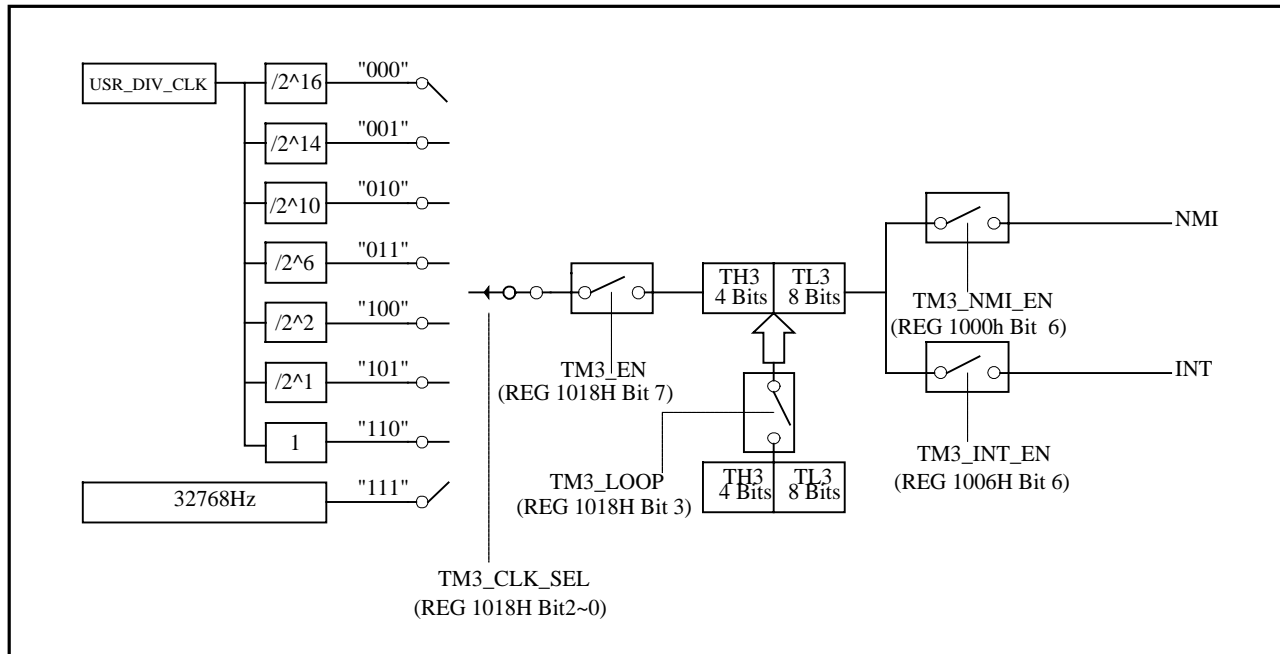 USR_DIV_CLK
/2^16
"000"
/2^14
"001"
/2^10
"010"
/2^6
"011"
/2^2
"100"
/2^1
"101"
1
"110"
32768Hz
"111"
TM3_CLK_SEL
(REG 1018H Bit2~0)
TM3_EN
(REG 1018H Bit 7)
TH3
4 Bits
TL3
8 Bits
TM3_LOOP
(REG 1018H Bit 3)
TH3
4 Bits
TL3
8 Bits
NMI
TM3_NMI_EN
(REG 1000h Bit 6)
INT
TM3_INT_EN
(REG 1006H Bit 6)